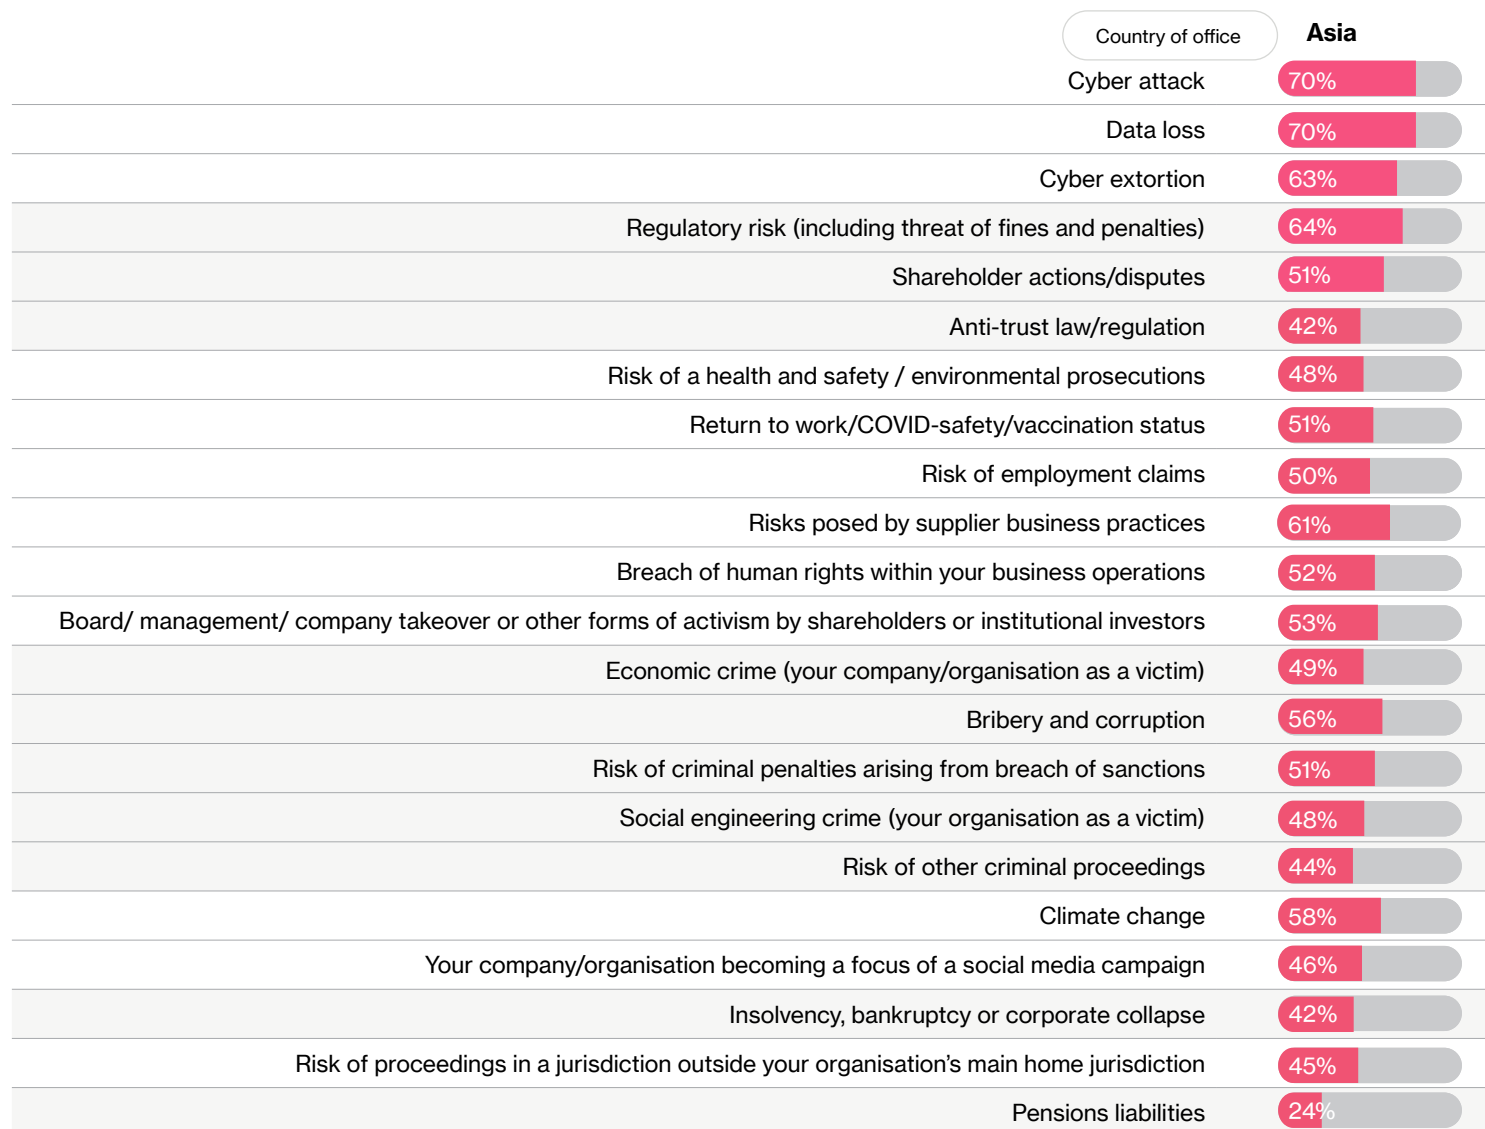 Country of office Asia
Cyber attack 70%
Data loss 70%
Cyber extortion 63%
Regulatory risk (including threat of fines and penalties) 64%
Shareholder actions/disputes 51%
Anti-trust law/regulation 42%
Risk of a health and safety / environmental prosecutions 48%
Return to work/COVID-safety/vaccination status 51%
Risk of employment claims 50%
Risks posed by supplier business practices 61%
Breach of human rights within your business operations 52%
Board/ management/ company takeover or other forms of activism by shareholders or institutional investors 53%
Economic crime (your company/organisation as a victim) 49%
Bribery and corruption 56%
Risk of criminal penalties arising from breach of sanctions 51%
Social engineering crime (your organisation as a victim) 48%
Risk of other criminal proceedings 44%
Climate change 58%
Your company/organisation becoming a focus of a social media campaign 46%
Insolvency, bankruptcy or corporate collapse 42%
Risk of proceedings in a jurisdiction outside your organisation’s main home jurisdiction 45%
Pensions liabilities 24%